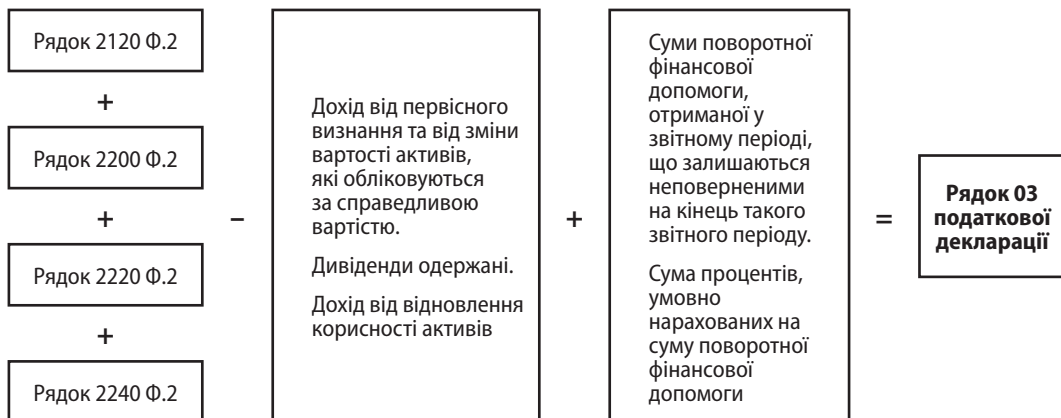 Рядок 2120 Ф.2
+
Рядок 2200 Ф.2
+
Рядок 2220 Ф.2
+
Рядок 2240 Ф.2
–
Дохід від первісного
визнання та від зміни
вартості активів,
які обліковуються
за справедливою
вартістю.
Дивіденди одержані.
Дохід від відновлення
корисності активів
+
Суми поворотної
фінансової
допомоги,
отриманої у
звітному періоді,
що залишаються
неповерненими
на кінець такого
звітного періоду.
Сума процентів,
умовно
нарахованих на
суму поворотної
фінансової
допомоги
=
Рядок 03
податкової
декларації